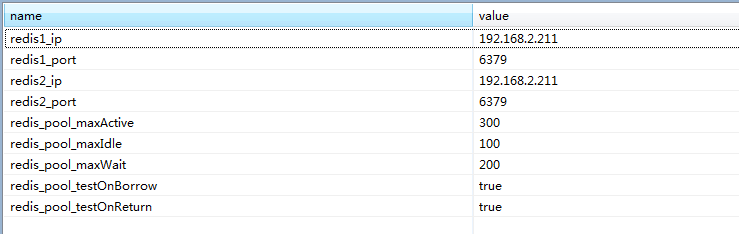 name value
redis1_ip 192.168.2.211
redis1_port 6379
redis2_ip 192.168.2.211
redis2_port 6379
redis_pool_maxActive 300
redis_pool_maxIdle 100
redis_pool_maxWait 200
redis_pool_testOnBorrow true
redis_pool_testOnReturn true